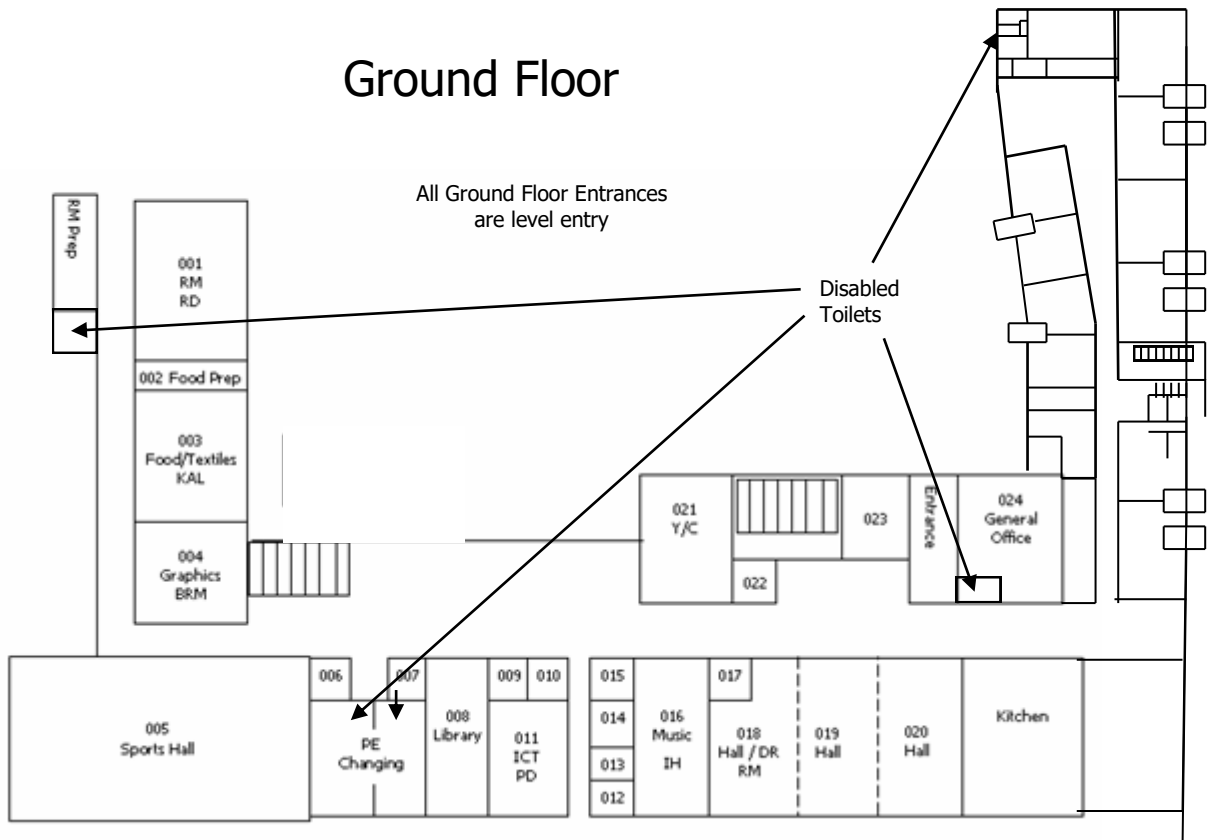 Ground Floor
All Ground Floor Entrances
are level entry
RM Prep
001
RM
RD
Disabled
Toilets
002 Food Prep
003
Food/Textiles
KAL
004
Graphics
BRM
021
Y/C
022
023
Entrance
024
General
Office
005
Sports Hall
006
007
PE
Changing
008
Library
009
010
011
ICT
PD
015
014
013
012
016
Music
IH
017
018
Hall / DR
RM
019
Hall
020
Hall
Kitchen